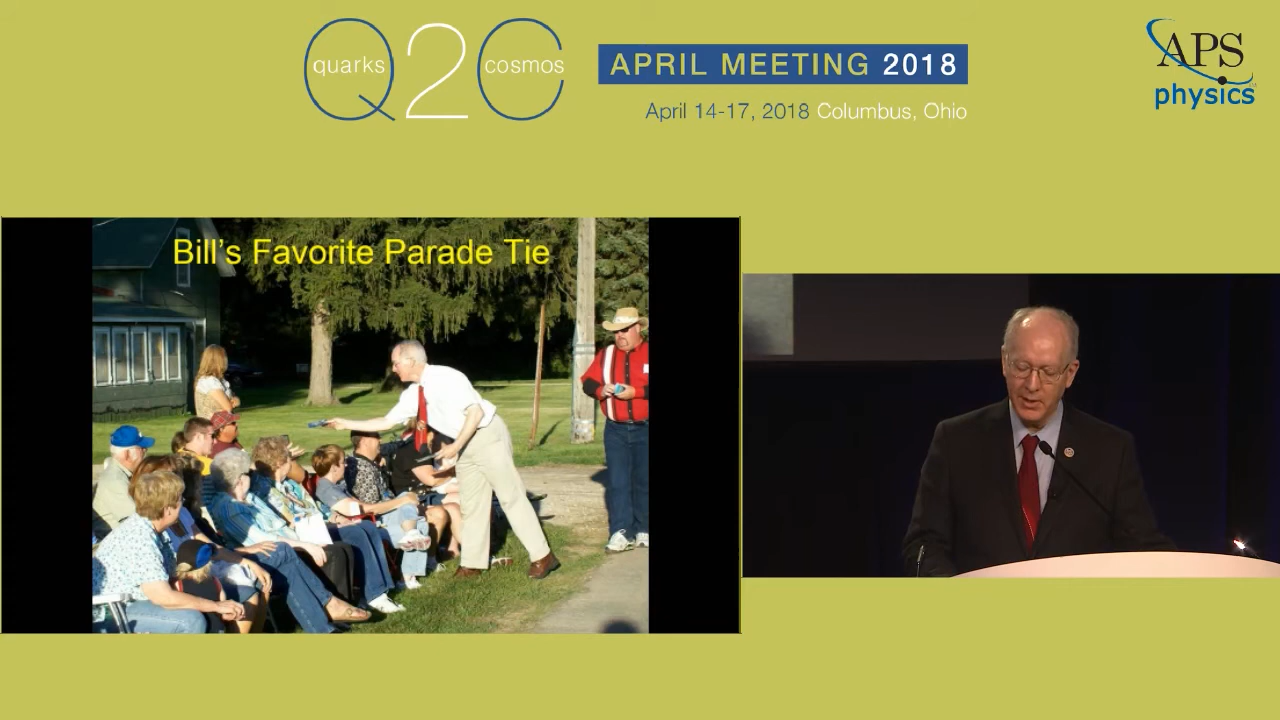 quarks
Q2C
cosmos
APRIL MEETING 2018
April 14-17, 2018 Columbus, Ohio
APS
physics
Bill's Favorite Parade Tie